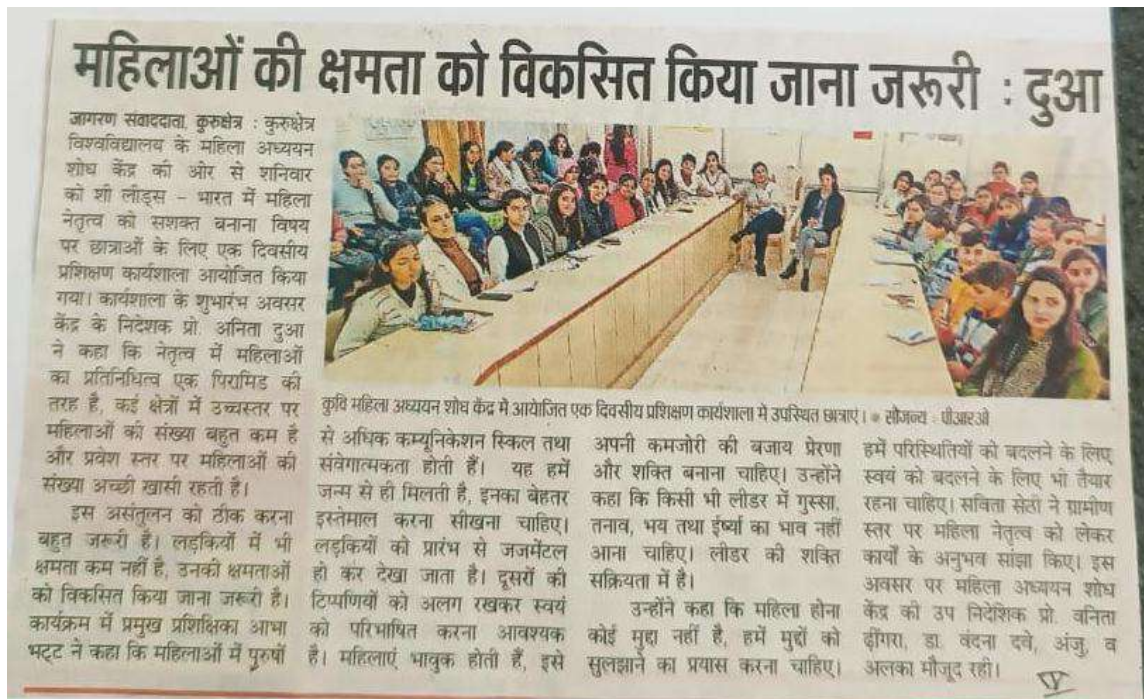 महिलाओं की क्षमता को विकसित किया जाना जरूरी : दुआ
जागरण संवाददाता, कुरुक्षेत्र : कुरुक्षेत्र
विश्वविद्यालय के महिला अध्ययन
शोध केंद्र की ओर से शनिवार
को शी लीड्स – भारत में महिला
नेतृत्व को सशक्त बनाना विषय
पर छात्राओं के लिए एक दिवसीय
प्रशिक्षण कार्यशाला आयोजित किया
गया। कार्यशाला के शुभारंभ अवसर
केंद्र के निदेशक प्रो. अनिता दुआ
ने कहा कि नेतृत्व में महिलाओं
का प्रतिनिधित्व एक पिरामिड की
तरह है, कई क्षेत्रों में उच्चस्तर पर
महिलाओं की संख्या बहुत कम है
और प्रवेश स्तर पर महिलाओं की
संख्या अच्छी खासी रहती है।
इस असंतुलन को ठीक करना
बहुत जरूरी है। लड़कियों में भी
क्षमता कम नहीं है, उनकी क्षमताओं
को विकसित किया जाना जरूरी है।
कार्यक्रम में प्रमुख प्रशिक्षिका आभा
भट्ट ने कहा कि महिलाओं में पुरुषों
कुवि महिला अध्ययन शोध केंद्र में आयोजित एक दिवसीय प्रशिक्षण कार्यशाला में उपस्थित छात्राएं। ● सौजन्य : पीआरओ
से अधिक कम्यूनिकेशन स्किल तथा
संवेगात्मकता होती हैं। यह हमें
जन्म से ही मिलती है, इनका बेहतर
इस्तेमाल करना सीखना चाहिए।
लड़कियों को प्रारंभ से जजमेंटल
हो कर देखा जाता है। दूसरों की
टिप्पणियों को अलग रखकर स्वयं
को परिभाषित करना आवश्यक
है। महिलाएं भावुक होती हैं, इसे
अपनी कमजोरी की बजाय प्रेरणा
और शक्ति बनाना चाहिए। उन्होंने
कहा कि किसी भी लीडर में गुस्सा,
तनाव, भय तथा ईर्ष्या का भाव नहीं
आना चाहिए। लीडर की शक्ति
सक्रियता में है।
उन्होंने कहा कि महिला होना
कोई मुद्दा नहीं है, हमें मुद्दों को
सुलझाने का प्रयास करना चाहिए।
हमें परिस्थितियों को बदलने के लिए
स्वयं को बदलने के लिए भी तैयार
रहना चाहिए। सविता सेठी ने ग्रामीण
स्तर पर महिला नेतृत्व को लेकर
कार्यों के अनुभव सांझा किए। इस
अवसर पर महिला अध्ययन शोध
केंद्र की उप निदेशिक प्रो. वनिता
ढ़ींगरा, डा. वंदना दवे, अंजु, व
अलका मौजूद रही।